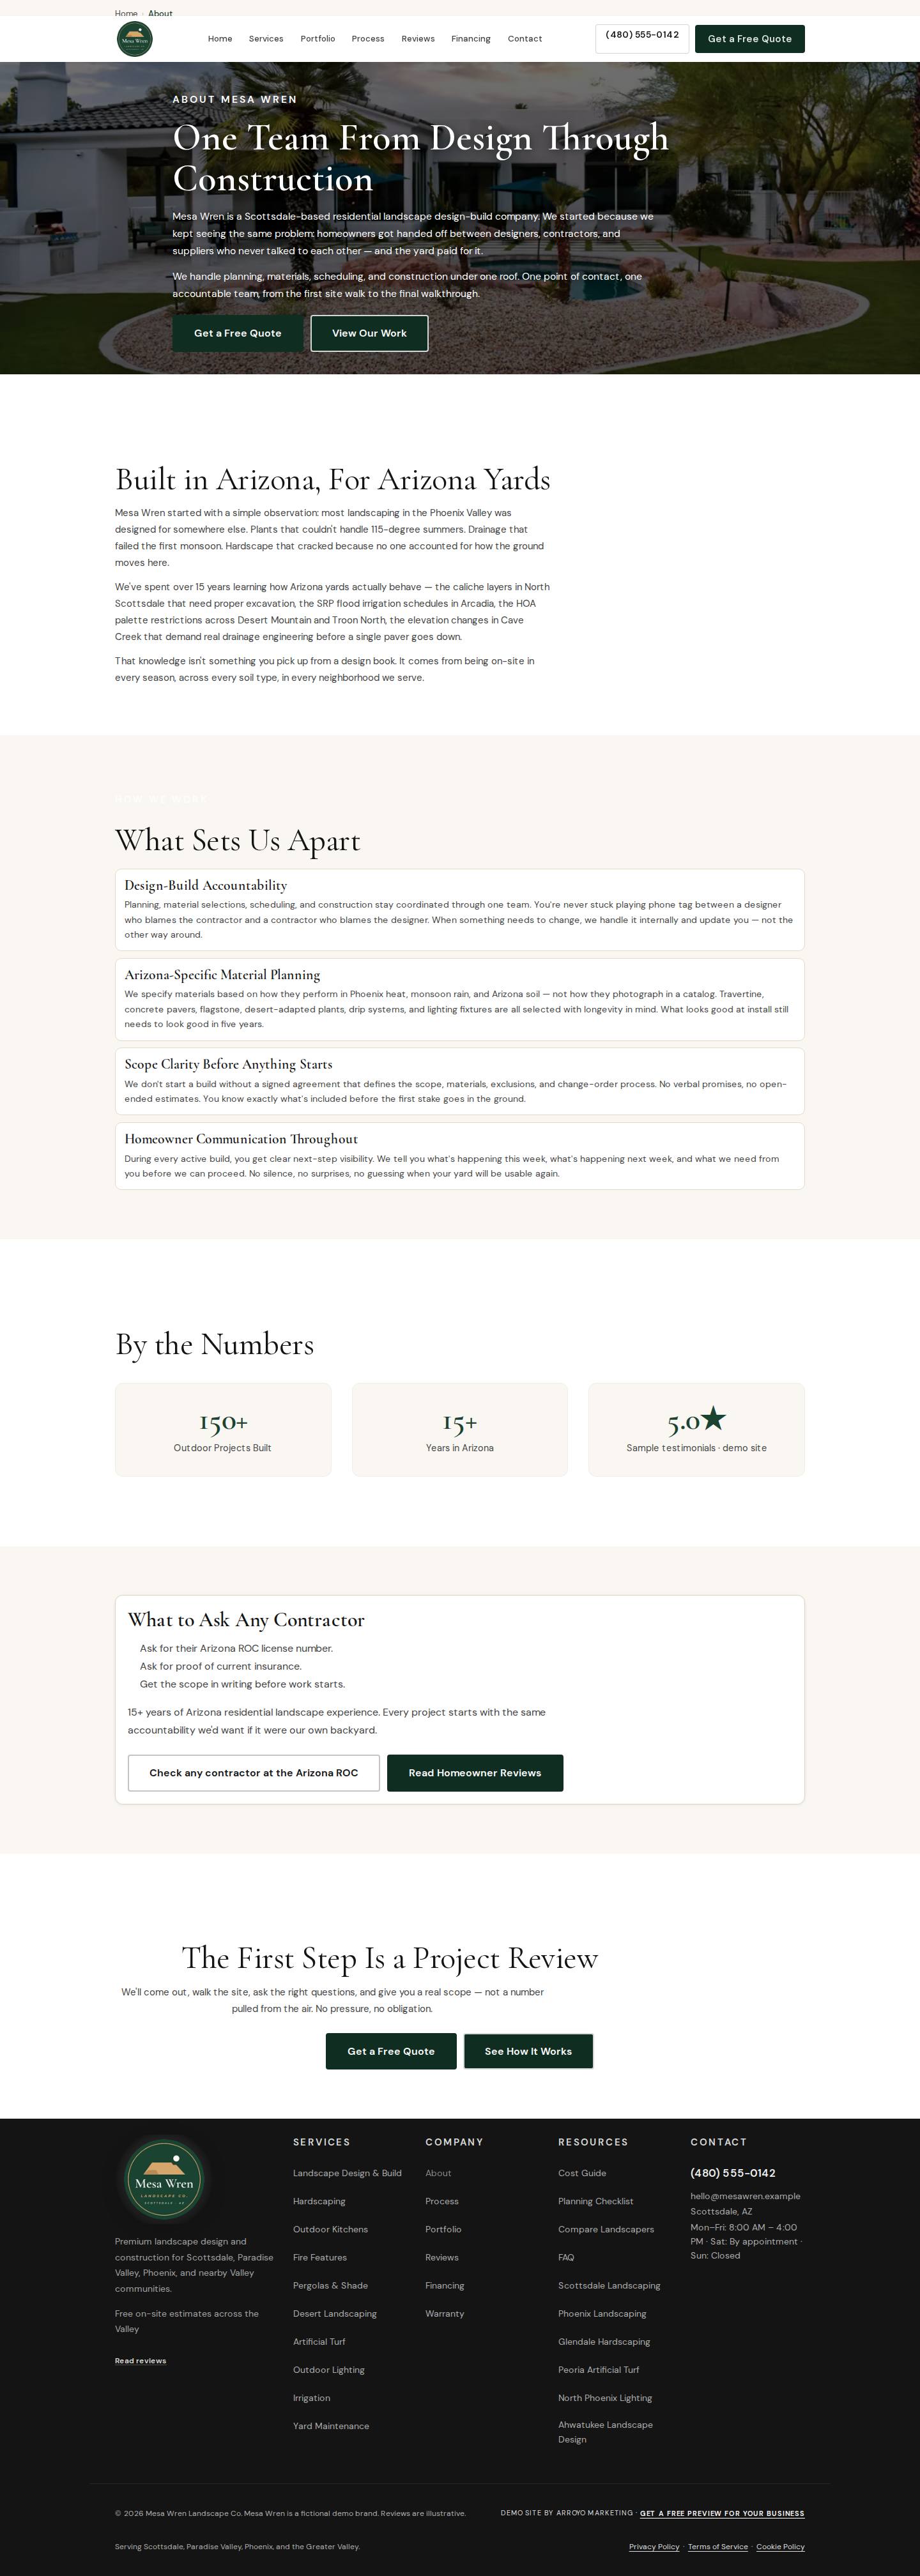 Home › About
Mesa Wren
Home Services Portfolio Process Reviews Financing Contact
(480) 555-0142
Get a Free Quote
ABOUT MESA WREN
One Team From Design Through
Construction
Mesa Wren is a Scottsdale-based residential landscape design-build company. We started because we
kept seeing the same problem: homeowners got handed off between designers, contractors, and
suppliers who never talked to each other — and the yard paid for it.
We handle planning, materials, scheduling, and construction under one roof. One point of contact, one
accountable team, from the first site walk to the final walkthrough.
Get a Free Quote
View Our Work
Built in Arizona, For Arizona Yards
Mesa Wren started with a simple observation: most landscaping in the Phoenix Valley was
designed for somewhere else. Plants that couldn't handle 115-degree summers. Drainage that
failed the first monsoon. Hardscape that cracked because no one accounted for how the ground
moves here.
We've spent over 15 years learning how Arizona yards actually behave — the caliche layers in North
Scottsdale that need proper excavation, the SRP flood irrigation schedules in Arcadia, the HOA
palette restrictions across Desert Mountain and Troon North, the elevation changes in Cave
Creek that demand real drainage engineering before a single paver goes down.
That knowledge isn't something you pick up from a design book. It comes from being on-site in
every season, across every soil type, in every neighborhood we serve.
HOW WE WORK
What Sets Us Apart
Design-Build Accountability
Planning, material selections, scheduling, and construction stay coordinated through one team. You're never stuck playing phone tag between a designer
who blames the contractor and a contractor who blames the designer. When something needs to change, we handle it internally and update you — not the
other way around.
Arizona-Specific Material Planning
We specify materials based on how they perform in Phoenix heat, monsoon rain, and Arizona soil — not how they photograph in a catalog. Travertine,
concrete pavers, flagstone, desert-adapted plants, drip systems, and lighting fixtures are all selected with longevity in mind. What looks good at install still
needs to look good in five years.
Scope Clarity Before Anything Starts
We don't start a build without a signed agreement that defines the scope, materials, exclusions, and change-order process. No verbal promises, no open-
ended estimates. You know exactly what's included before the first stake goes in the ground.
Homeowner Communication Throughout
During every active build, you get clear next-step visibility. We tell you what's happening this week, what's happening next week, and what we need from
you before we can proceed. No silence, no surprises, no guessing when your yard will be usable again.
By the Numbers
150+
Outdoor Projects Built
15+
Years in Arizona
5.0★
Sample testimonials · demo site
What to Ask Any Contractor
Ask for their Arizona ROC license number.
Ask for proof of current insurance.
Get the scope in writing before work starts.
15+ years of Arizona residential landscape experience. Every project starts with the same
accountability we'd want if it were our own backyard.
Check any contractor at the Arizona ROC
Read Homeowner Reviews
The First Step Is a Project Review
We'll come out, walk the site, ask the right questions, and give you a real scope — not a number
pulled from the air. No pressure, no obligation.
Get a Free Quote
See How It Works
Mesa Wren
LANDSCAPE CO.
SCOTTSDALE · AZ
Premium landscape design and
construction for Scottsdale, Paradise
Valley, Phoenix, and nearby Valley
communities.
Free on-site estimates across the
Valley
Read reviews
SERVICES
Landscape Design & Build
Hardscaping
Outdoor Kitchens
Fire Features
Pergolas & Shade
Desert Landscaping
Artificial Turf
Outdoor Lighting
Irrigation
Yard Maintenance
COMPANY
About
Process
Portfolio
Reviews
Financing
Warranty
RESOURCES
Cost Guide
Planning Checklist
Compare Landscapers
FAQ
Scottsdale Landscaping
Phoenix Landscaping
Glendale Hardscaping
Peoria Artificial Turf
North Phoenix Lighting
Ahwatukee Landscape
Design
CONTACT
(480) 555-0142
hello@mesawren.example
Scottsdale, AZ
Mon–Fri: 8:00 AM – 4:00
PM · Sat: By appointment ·
Sun: Closed
© 2026 Mesa Wren Landscape Co. Mesa Wren is a fictional demo brand. Reviews are illustrative.
DEMO SITE BY ARROYO MARKETING · GET A FREE PREVIEW FOR YOUR BUSINESS
Serving Scottsdale, Paradise Valley, Phoenix, and the Greater Valley.
Privacy Policy · Terms of Service · Cookie Policy